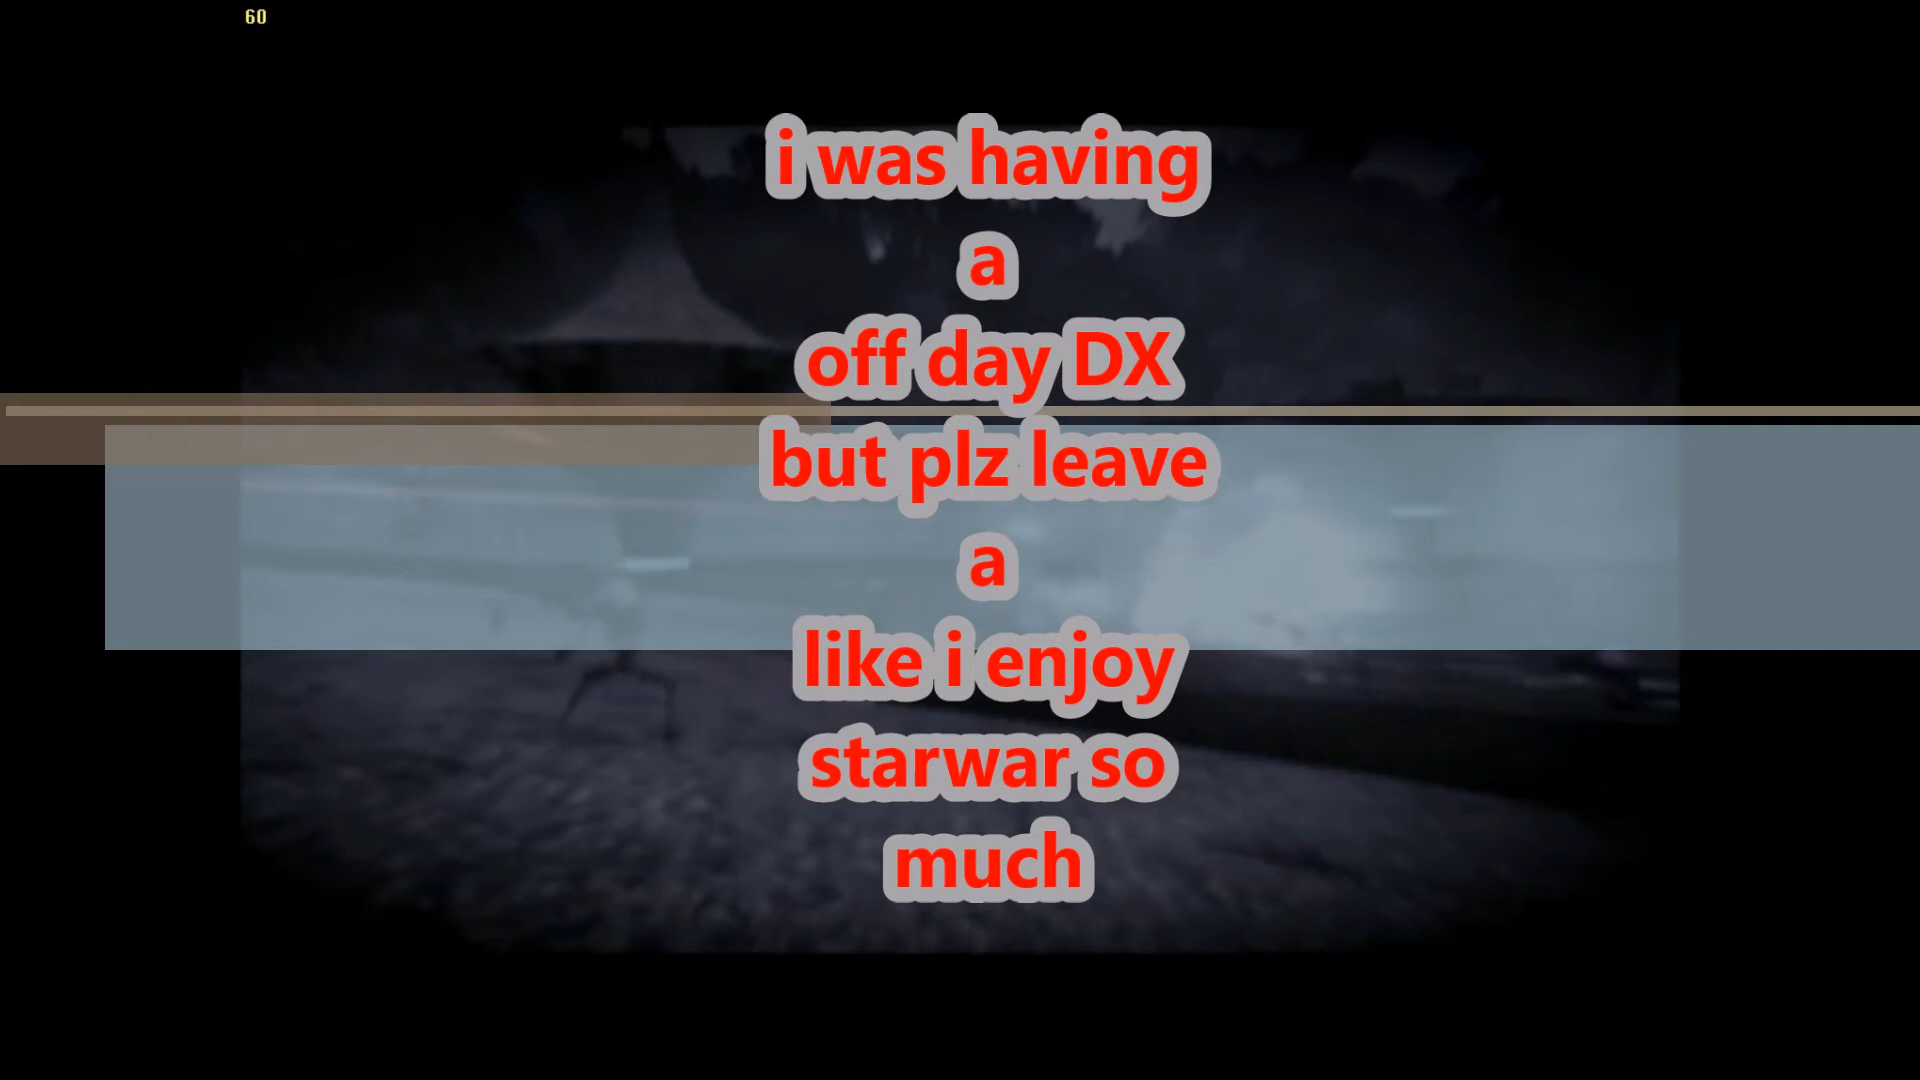 60
i was having
a
off day DX
but plz leave
a
like i enjoy
starwar so
much